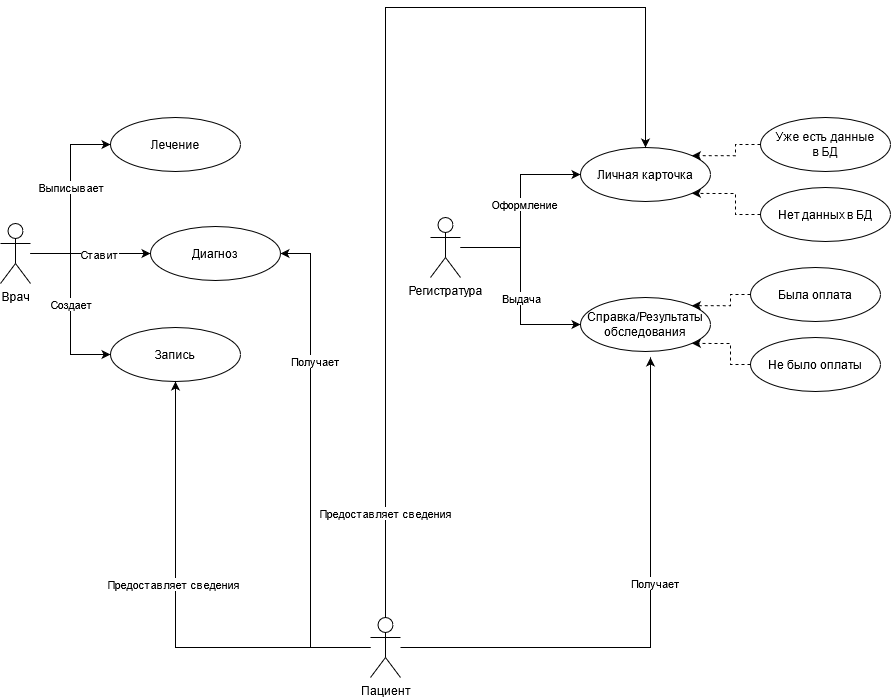 Уже есть данные
в БД
Лечение
Личная карточка
Выписывает
Оформление
Нет данных в БД
Ставит
Диагноз
Врач
Регистратура
Создает
Выдача
Была оплата
Справка/Результаты
обследования
Запись
Получает
Не было оплаты
Предоставляет сведения
Предоставляет сведения
Получает
Пациент